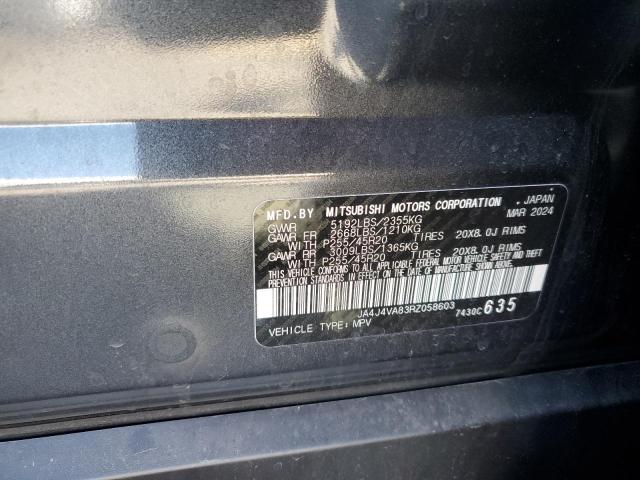 MFD.BY MITSUBISHI MOTORS CORPORATION JAPAN
GWVR 5192LBS/2355KG MAR 2024
GAWR FR 2668LBS/1210KG
WITH P255/45R20 TIRES 20X8.0J RIMS
GAWR RR 3009LBS/1365KG
WITH P255/45R20 TIRES 20X8.0J RIMS
THIS VEHICLE CONFORMS TO ALL APPLICABLE FEDERAL MOTOR VEHICLE SAFETY AND THEFT
PREVENTION STANDARDS IN EFFECT ON THE DATE OF MANUFACTURE SHOWN ABOVE.
JA4J4VA83RZ058603
7430C635
VEHICLE TYPE: MPV